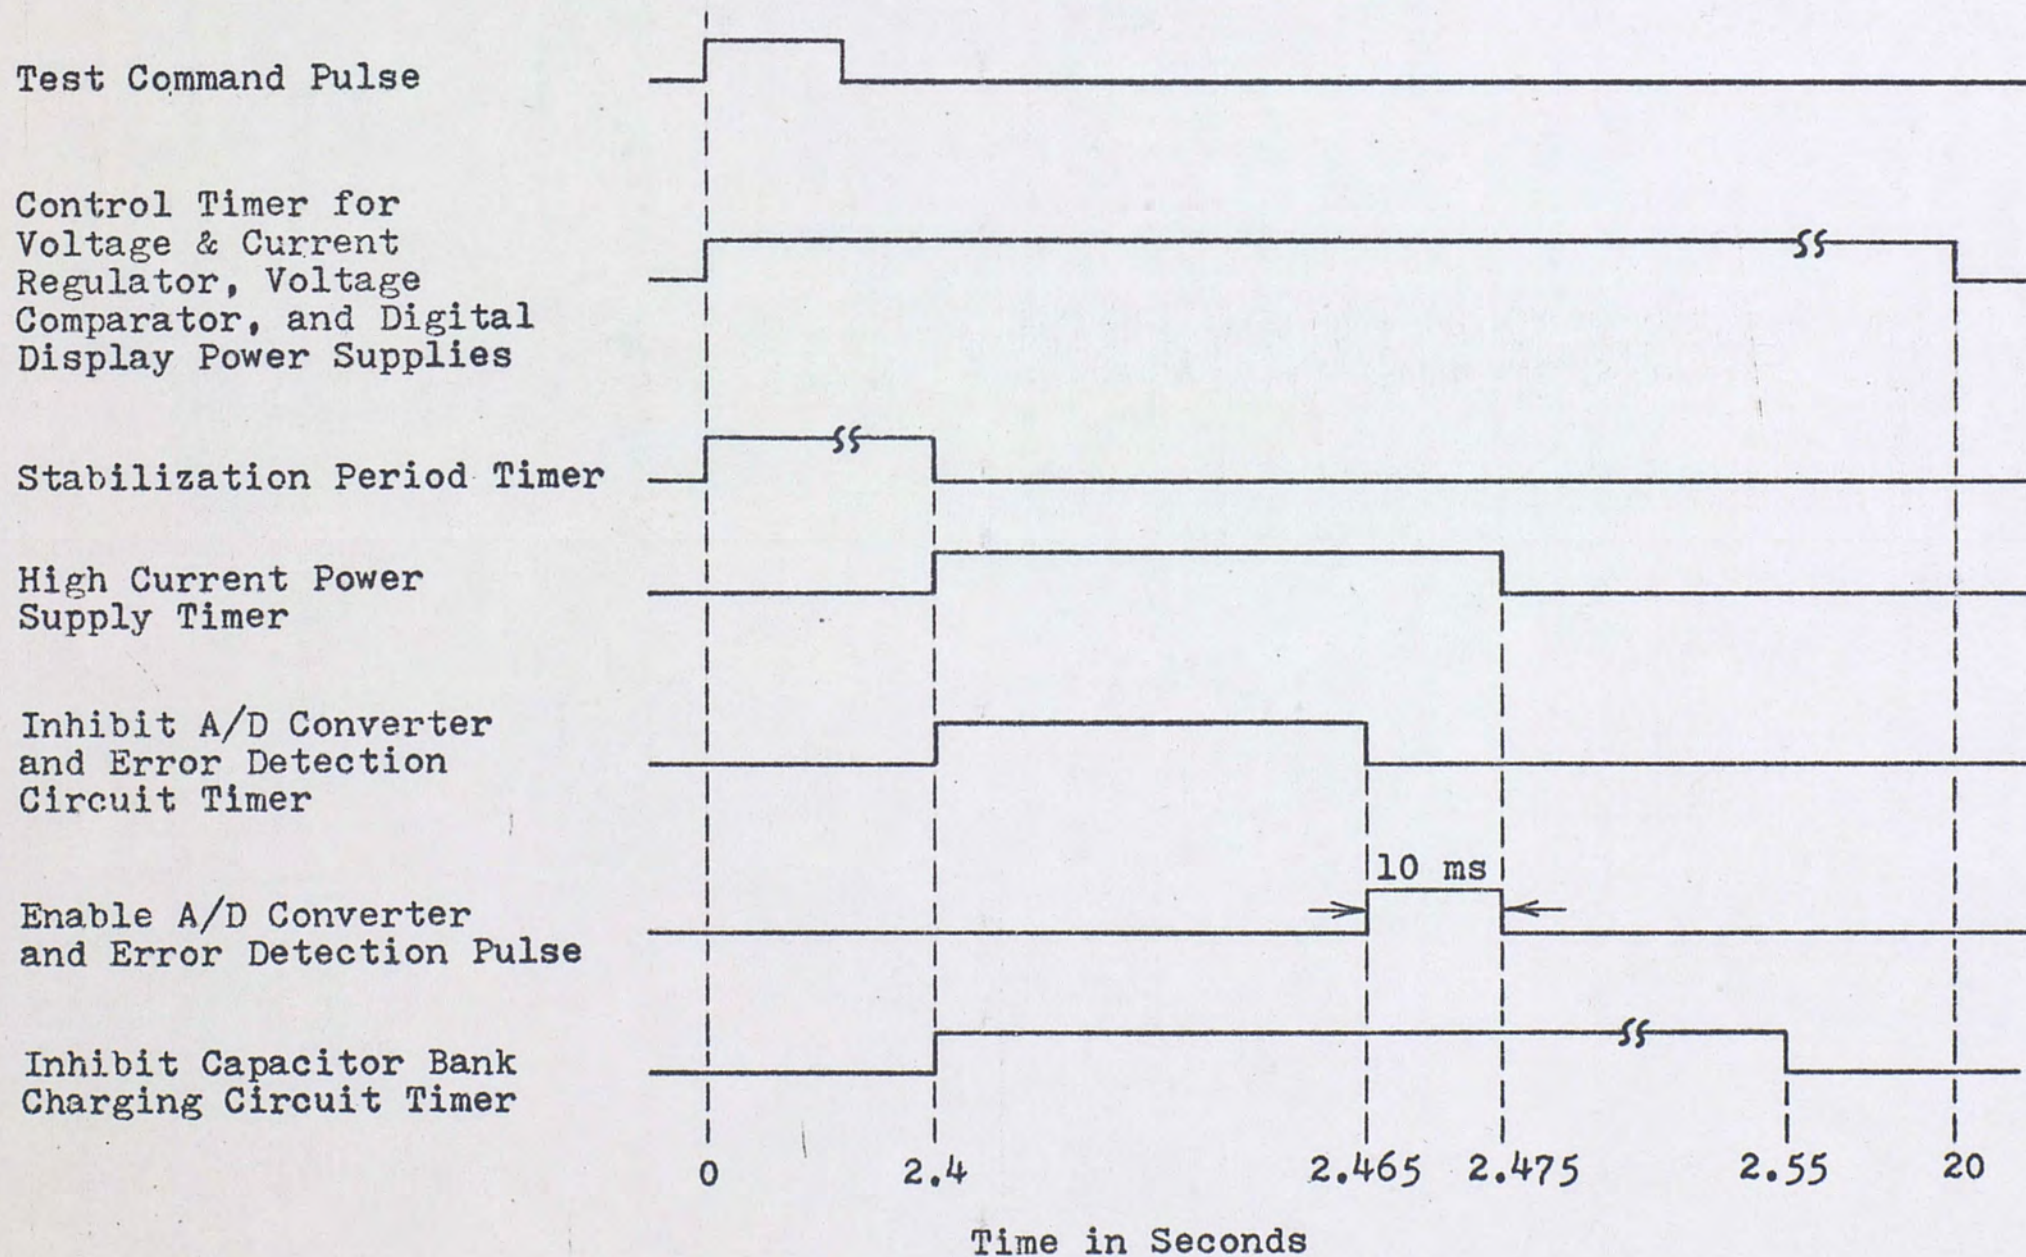 Test Command Pulse
Control Timer for
Voltage & Current
Regulator, Voltage
Comparator, and Digital
Display Power Supplies
Stabilization Period Timer
High Current Power
Supply Timer
Inhibit A/D Converter
and Error Detection
Circuit Timer
10 ms
Enable A/D Converter
and Error Detection Pulse
Inhibit Capacitor Bank
Charging Circuit Timer
0 2.4 2.465 2.475 2.55 20
Time in Seconds